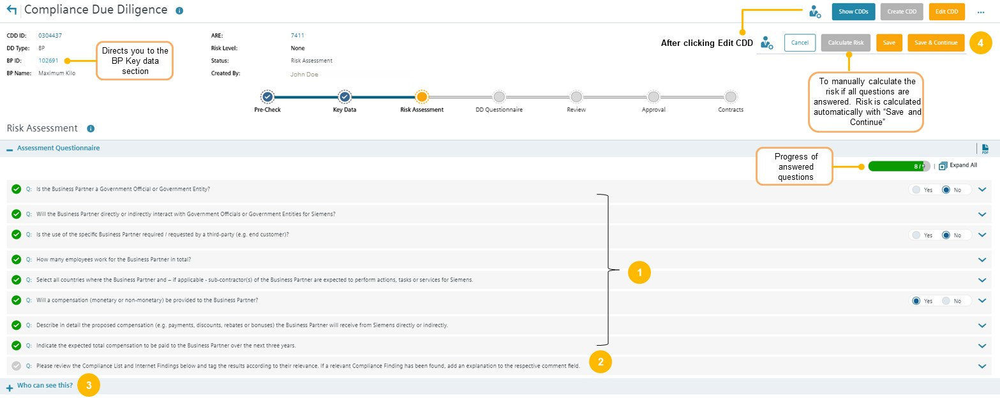 Compliance Due Diligence
Show CDDs
Create CDD
Edit CDD
...
CDD ID: 0304437
DD Type: BP
BP ID: 102691
BP Name: Maximum Kilo
Directs you to the
BP Key data
section
ARE: 7411
Risk Level: None
Status: Risk Assessment
Created By: John Doe
After clicking Edit CDD
Cancel
Calculate Risk
Save
Save & Continue
4
To manually calculate the
risk if all questions are
answered. Risk is calculated
automatically with “Save and
Continue”
Pre-Check
Key Data
Risk Assessment
DD Questionnaire
Review
Approval
Contracts
Risk Assessment
Assessment Questionnaire
PDF
Progress of
answered
questions
8 / 9
Expand All
Q: Is the Business Partner a Government Official or Government Entity? Yes No
Q: Will the Business Partner directly or indirectly interact with Government Officials or Government Entities for Siemens?
Q: Is the use of the specific Business Partner required / requested by a third-party (e.g. end customer)? Yes No
Q: How many employees work for the Business Partner in total?
1
Q: Select all countries where the Business Partner and – if applicable - sub-contractor(s) of the Business Partner are expected to perform actions, tasks or services for Siemens.
Q: Will a compensation (monetary or non-monetary) be provided to the Business Partner? Yes No
Q: Describe in detail the proposed compensation (e.g. payments, discounts, rebates or bonuses) the Business Partner will receive from Siemens directly or indirectly.
Q: Indicate the expected total compensation to be paid to the Business Partner over the next three years.
Q: Please review the Compliance List and Internet Findings below and tag the results according to their relevance. If a relevant Compliance Finding has been found, add an explanation to the respective comment field.
2
Who can see this?
3